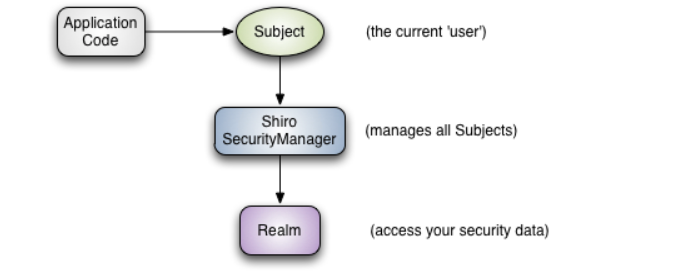 Application
Code
Subject
(the current 'user')
Shiro
SecurityManager
(manages all Subjects)
Realm
(access your security data)